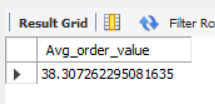 Result Grid Filter Ro
Avg_order_value
38.307262295081635